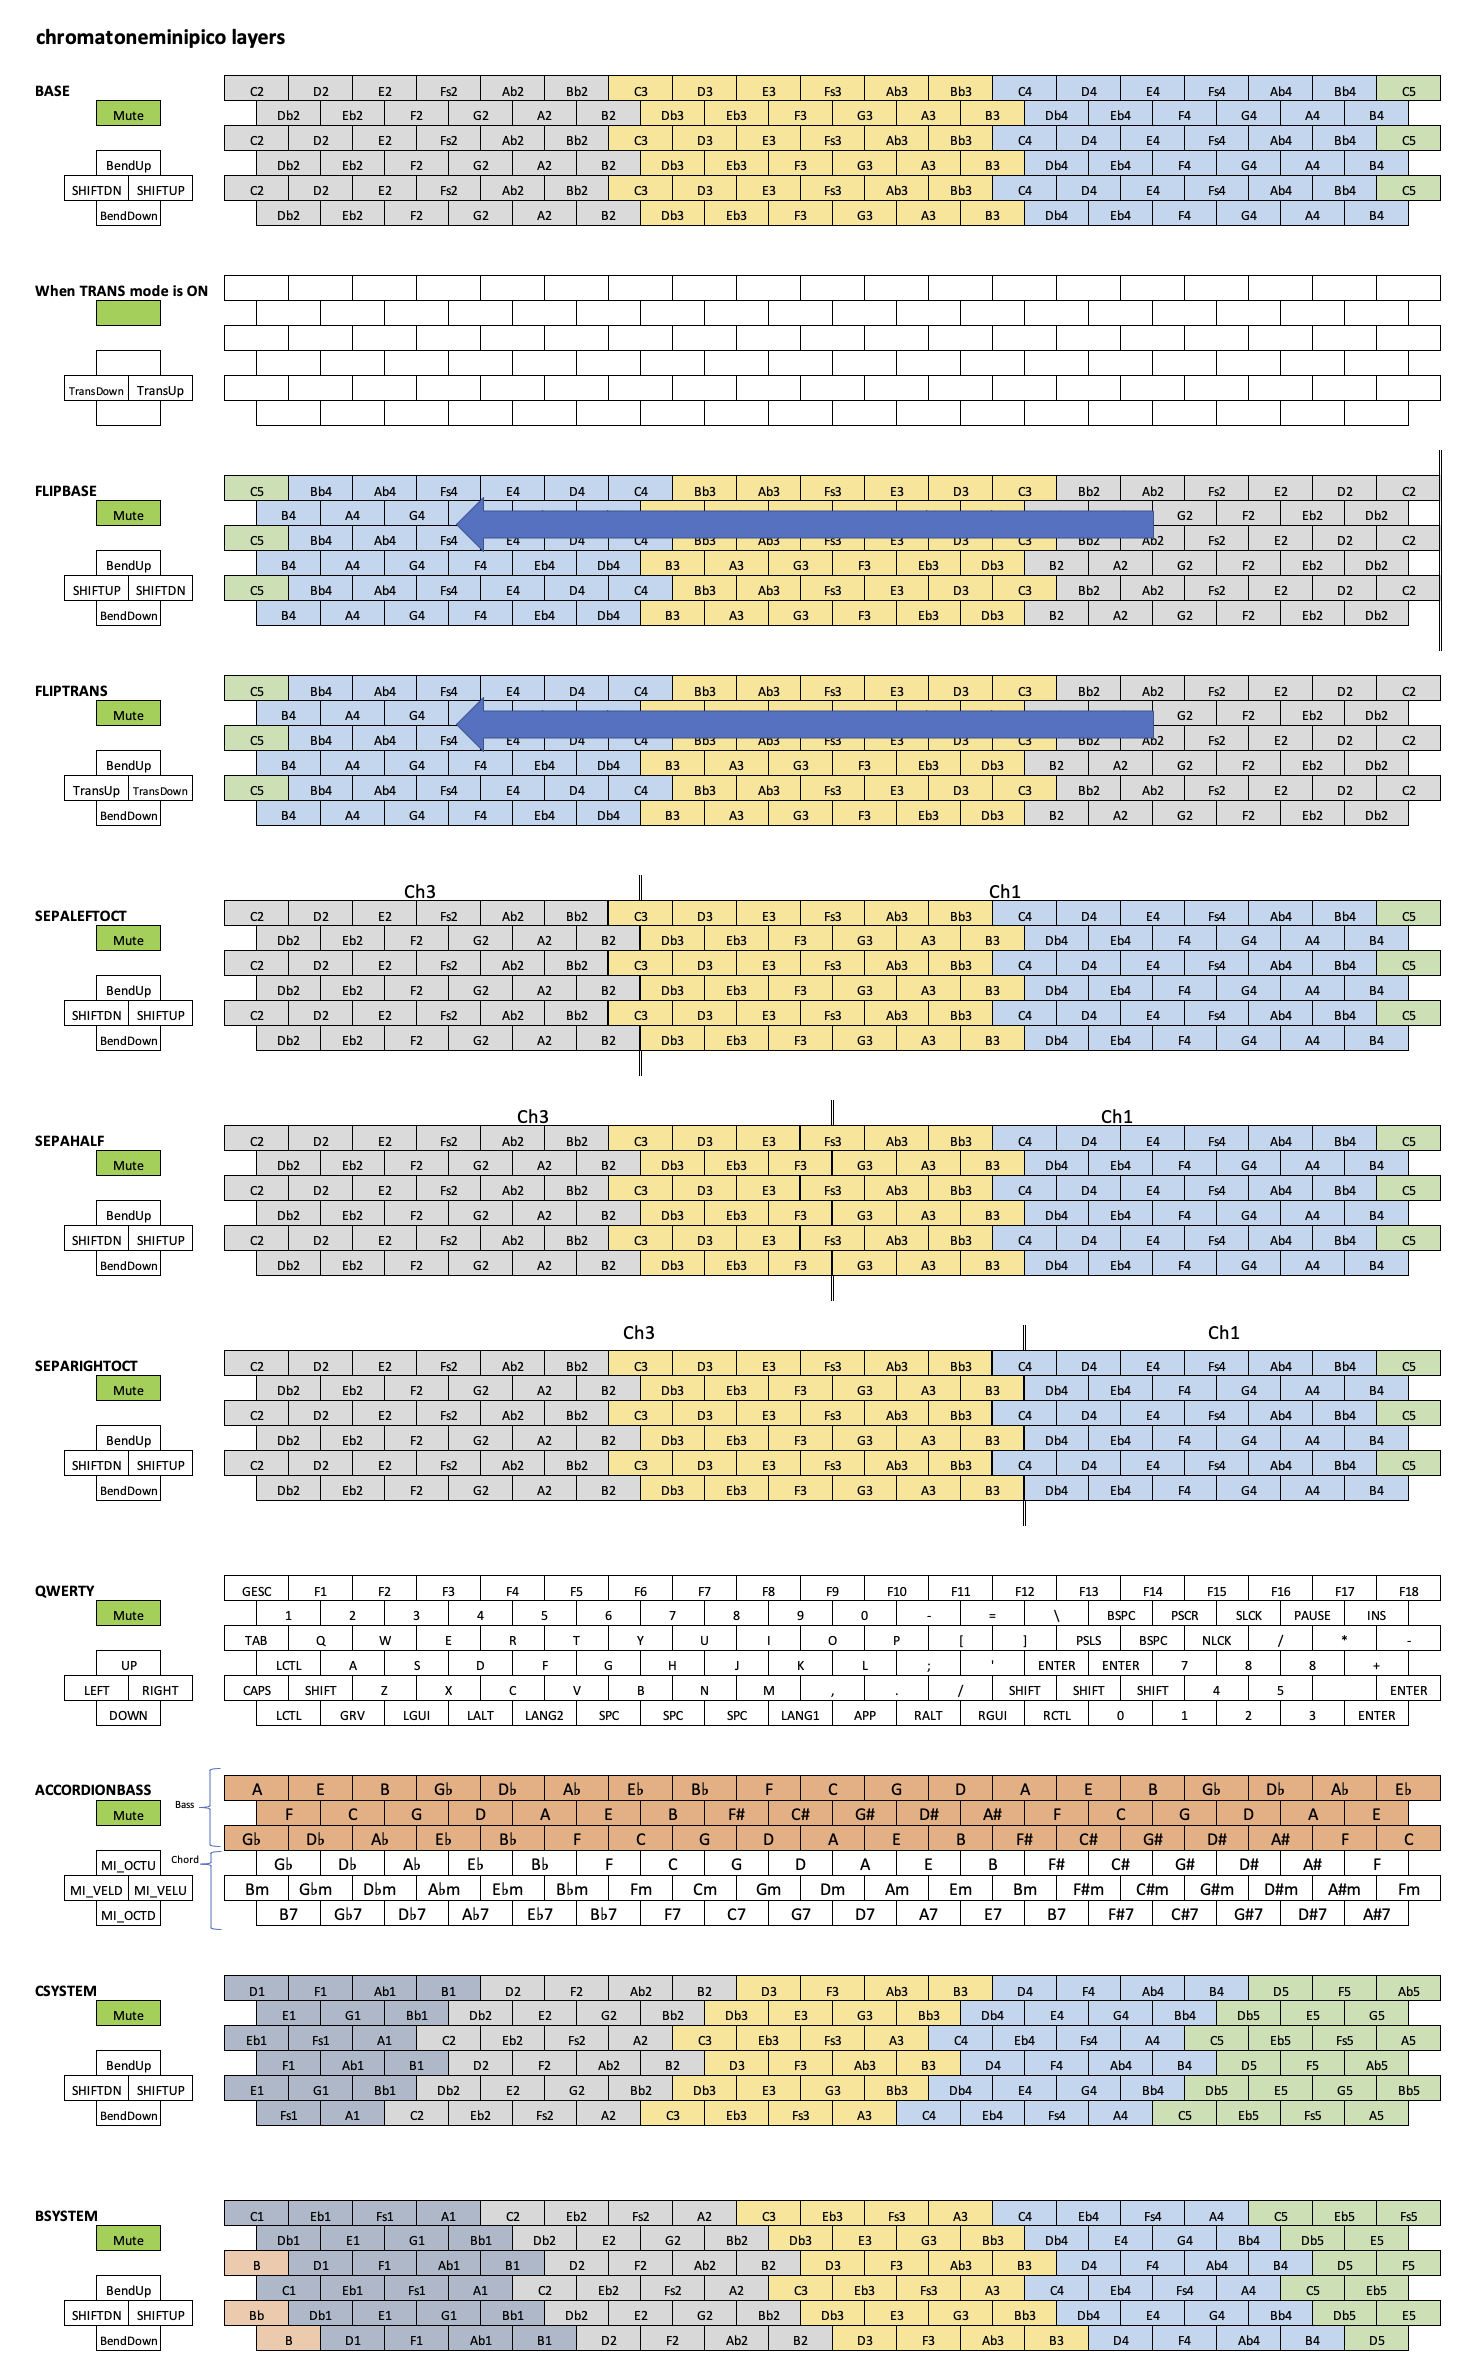 chromatoneminipico layers
BASE C2 D2 E2 Fs2 Ab2 Bb2 C3 D3 E3 Fs3 Ab3 Bb3 C4 D4 E4 Fs4 Ab4 Bb4 C5
Mute Db2 Eb2 F2 G2 A2 B2 Db3 Eb3 F3 G3 A3 B3 Db4 Eb4 F4 G4 A4 B4
C2 D2 E2 Fs2 Ab2 Bb2 C3 D3 E3 Fs3 Ab3 Bb3 C4 D4 E4 Fs4 Ab4 Bb4 C5
BendUp Db2 Eb2 F2 G2 A2 B2 Db3 Eb3 F3 G3 A3 B3 Db4 Eb4 F4 G4 A4 B4
SHIFTDN SHIFTUP C2 D2 E2 Fs2 Ab2 Bb2 C3 D3 E3 Fs3 Ab3 Bb3 C4 D4 E4 Fs4 Ab4 Bb4 C5
BendDown Db2 Eb2 F2 G2 A2 B2 Db3 Eb3 F3 G3 A3 B3 Db4 Eb4 F4 G4 A4 B4
When TRANS mode is ON
TransDown TransUp
FLIPBASE C5 Bb4 Ab4 Fs4 E4 D4 C4 Bb3 Ab3 Fs3 E3 D3 C3 Bb2 Ab2 Fs2 E2 D2 C2
Mute B4 A4 G4 G2 F2 Eb2 Db2
C5 Bb4 Ab4 Fs4 E4 D4 C4 Bb3 Ab3 Fs3 E3 D3 C3 Bb2 Ab2 Fs2 E2 D2 C2
BendUp B4 A4 G4 F4 Eb4 Db4 B3 A3 G3 F3 Eb3 Db3 B2 A2 G2 F2 Eb2 Db2
SHIFTUP SHIFTDN C5 Bb4 Ab4 Fs4 E4 D4 C4 Bb3 Ab3 Fs3 E3 D3 C3 Bb2 Ab2 Fs2 E2 D2 C2
BendDown B4 A4 G4 F4 Eb4 Db4 B3 A3 G3 F3 Eb3 Db3 B2 A2 G2 F2 Eb2 Db2
FLIPTRANS C5 Bb4 Ab4 Fs4 E4 D4 C4 Bb3 Ab3 Fs3 E3 D3 C3 Bb2 Ab2 Fs2 E2 D2 C2
Mute B4 A4 G4 G2 F2 Eb2 Db2
C5 Bb4 Ab4 Fs4 E4 D4 C4 Bb3 Ab3 Fs3 E3 D3 C3 Bb2 Ab2 Fs2 E2 D2 C2
BendUp B4 A4 G4 F4 Eb4 Db4 B3 A3 G3 F3 Eb3 Db3 B2 A2 G2 F2 Eb2 Db2
TransUp TransDown C5 Bb4 Ab4 Fs4 E4 D4 C4 Bb3 Ab3 Fs3 E3 D3 C3 Bb2 Ab2 Fs2 E2 D2 C2
BendDown B4 A4 G4 F4 Eb4 Db4 B3 A3 G3 F3 Eb3 Db3 B2 A2 G2 F2 Eb2 Db2
Ch3 Ch1
SEPALEFTOCT C2 D2 E2 Fs2 Ab2 Bb2 C3 D3 E3 Fs3 Ab3 Bb3 C4 D4 E4 Fs4 Ab4 Bb4 C5
Mute Db2 Eb2 F2 G2 A2 B2 Db3 Eb3 F3 G3 A3 B3 Db4 Eb4 F4 G4 A4 B4
C2 D2 E2 Fs2 Ab2 Bb2 C3 D3 E3 Fs3 Ab3 Bb3 C4 D4 E4 Fs4 Ab4 Bb4 C5
BendUp Db2 Eb2 F2 G2 A2 B2 Db3 Eb3 F3 G3 A3 B3 Db4 Eb4 F4 G4 A4 B4
SHIFTDN SHIFTUP C2 D2 E2 Fs2 Ab2 Bb2 C3 D3 E3 Fs3 Ab3 Bb3 C4 D4 E4 Fs4 Ab4 Bb4 C5
BendDown Db2 Eb2 F2 G2 A2 B2 Db3 Eb3 F3 G3 A3 B3 Db4 Eb4 F4 G4 A4 B4
Ch3 Ch1
SEPAHALF C2 D2 E2 Fs2 Ab2 Bb2 C3 D3 E3 Fs3 Ab3 Bb3 C4 D4 E4 Fs4 Ab4 Bb4 C5
Mute Db2 Eb2 F2 G2 A2 B2 Db3 Eb3 F3 G3 A3 B3 Db4 Eb4 F4 G4 A4 B4
C2 D2 E2 Fs2 Ab2 Bb2 C3 D3 E3 Fs3 Ab3 Bb3 C4 D4 E4 Fs4 Ab4 Bb4 C5
BendUp Db2 Eb2 F2 G2 A2 B2 Db3 Eb3 F3 G3 A3 B3 Db4 Eb4 F4 G4 A4 B4
SHIFTDN SHIFTUP C2 D2 E2 Fs2 Ab2 Bb2 C3 D3 E3 Fs3 Ab3 Bb3 C4 D4 E4 Fs4 Ab4 Bb4 C5
BendDown Db2 Eb2 F2 G2 A2 B2 Db3 Eb3 F3 G3 A3 B3 Db4 Eb4 F4 G4 A4 B4
Ch3 Ch1
SEPARIGHTOCT C2 D2 E2 Fs2 Ab2 Bb2 C3 D3 E3 Fs3 Ab3 Bb3 C4 D4 E4 Fs4 Ab4 Bb4 C5
Mute Db2 Eb2 F2 G2 A2 B2 Db3 Eb3 F3 G3 A3 B3 Db4 Eb4 F4 G4 A4 B4
C2 D2 E2 Fs2 Ab2 Bb2 C3 D3 E3 Fs3 Ab3 Bb3 C4 D4 E4 Fs4 Ab4 Bb4 C5
BendUp Db2 Eb2 F2 G2 A2 B2 Db3 Eb3 F3 G3 A3 B3 Db4 Eb4 F4 G4 A4 B4
SHIFTDN SHIFTUP C2 D2 E2 Fs2 Ab2 Bb2 C3 D3 E3 Fs3 Ab3 Bb3 C4 D4 E4 Fs4 Ab4 Bb4 C5
BendDown Db2 Eb2 F2 G2 A2 B2 Db3 Eb3 F3 G3 A3 B3 Db4 Eb4 F4 G4 A4 B4
QWERTY GESC F1 F2 F3 F4 F5 F6 F7 F8 F9 F10 F11 F12 F13 F14 F15 F16 F17 F18
Mute 1 2 3 4 5 6 7 8 9 0 - = \ BSPC PSCR SLCK PAUSE INS
TAB Q W E R T Y U I O P [ ] PSLS BSPC NLCK / * -
UP LCTL A S D F G H J K L ; ' ENTER ENTER 7 8 8 +
LEFT RIGHT CAPS SHIFT Z X C V B N M , . / SHIFT SHIFT SHIFT 4 5 ENTER
DOWN LCTL GRV LGUI LALT LANG2 SPC SPC SPC LANG1 APP RALT RGUI RCTL 0 1 2 3 ENTER
ACCORDIONBASS A E B G♭ D♭ A♭ E♭ B♭ F C G D A E B G♭ D♭ A♭ E♭
Mute Bass F C G D A E B F# C# G# D# A# F C G D A E
G♭ D♭ A♭ E♭ B♭ F C G D A E B F# C# G# D# A# F C
MI_OCTU Chord G♭ D♭ A♭ E♭ B♭ F C G D A E B F# C# G# D# A# F
MI_VELD MI_VELU Bm G♭m D♭m A♭m E♭m B♭m Fm Cm Gm Dm Am Em Bm F#m C#m G#m D#m A#m Fm
MI_OCTD B7 G♭7 D♭7 A♭7 E♭7 B♭7 F7 C7 G7 D7 A7 E7 B7 F#7 C#7 G#7 D#7 A#7
CSYSTEM D1 F1 Ab1 B1 D2 F2 Ab2 B2 D3 F3 Ab3 B3 D4 F4 Ab4 B4 D5 F5 Ab5
Mute E1 G1 Bb1 Db2 E2 G2 Bb2 Db3 E3 G3 Bb3 Db4 E4 G4 Bb4 Db5 E5 G5
Eb1 Fs1 A1 C2 Eb2 Fs2 A2 C3 Eb3 Fs3 A3 C4 Eb4 Fs4 A4 C5 Eb5 Fs5 A5
BendUp F1 Ab1 B1 D2 F2 Ab2 B2 D3 F3 Ab3 B3 D4 F4 Ab4 B4 D5 F5 Ab5
SHIFTDN SHIFTUP E1 G1 Bb1 Db2 E2 G2 Bb2 Db3 E3 G3 Bb3 Db4 E4 G4 Bb4 Db5 E5 G5 Bb5
BendDown Fs1 A1 C2 Eb2 Fs2 A2 C3 Eb3 Fs3 A3 C4 Eb4 Fs4 A4 C5 Eb5 Fs5 A5
BSYSTEM C1 Eb1 Fs1 A1 C2 Eb2 Fs2 A2 C3 Eb3 Fs3 A3 C4 Eb4 Fs4 A4 C5 Eb5 Fs5
Mute Db1 E1 G1 Bb1 Db2 E2 G2 Bb2 Db3 E3 G3 Bb3 Db4 E4 G4 Bb4 Db5 E5
B D1 F1 Ab1 B1 D2 F2 Ab2 B2 D3 F3 Ab3 B3 D4 F4 Ab4 B4 D5 F5
BendUp C1 Eb1 Fs1 A1 C2 Eb2 Fs2 A2 C3 Eb3 Fs3 A3 C4 Eb4 Fs4 A4 C5 Eb5
SHIFTDN SHIFTUP Bb Db1 E1 G1 Bb1 Db2 E2 G2 Bb2 Db3 E3 G3 Bb3 Db4 E4 G4 Bb4 Db5 E5
BendDown B D1 F1 Ab1 B1 D2 F2 Ab2 B2 D3 F3 Ab3 B3 D4 F4 Ab4 B4 D5